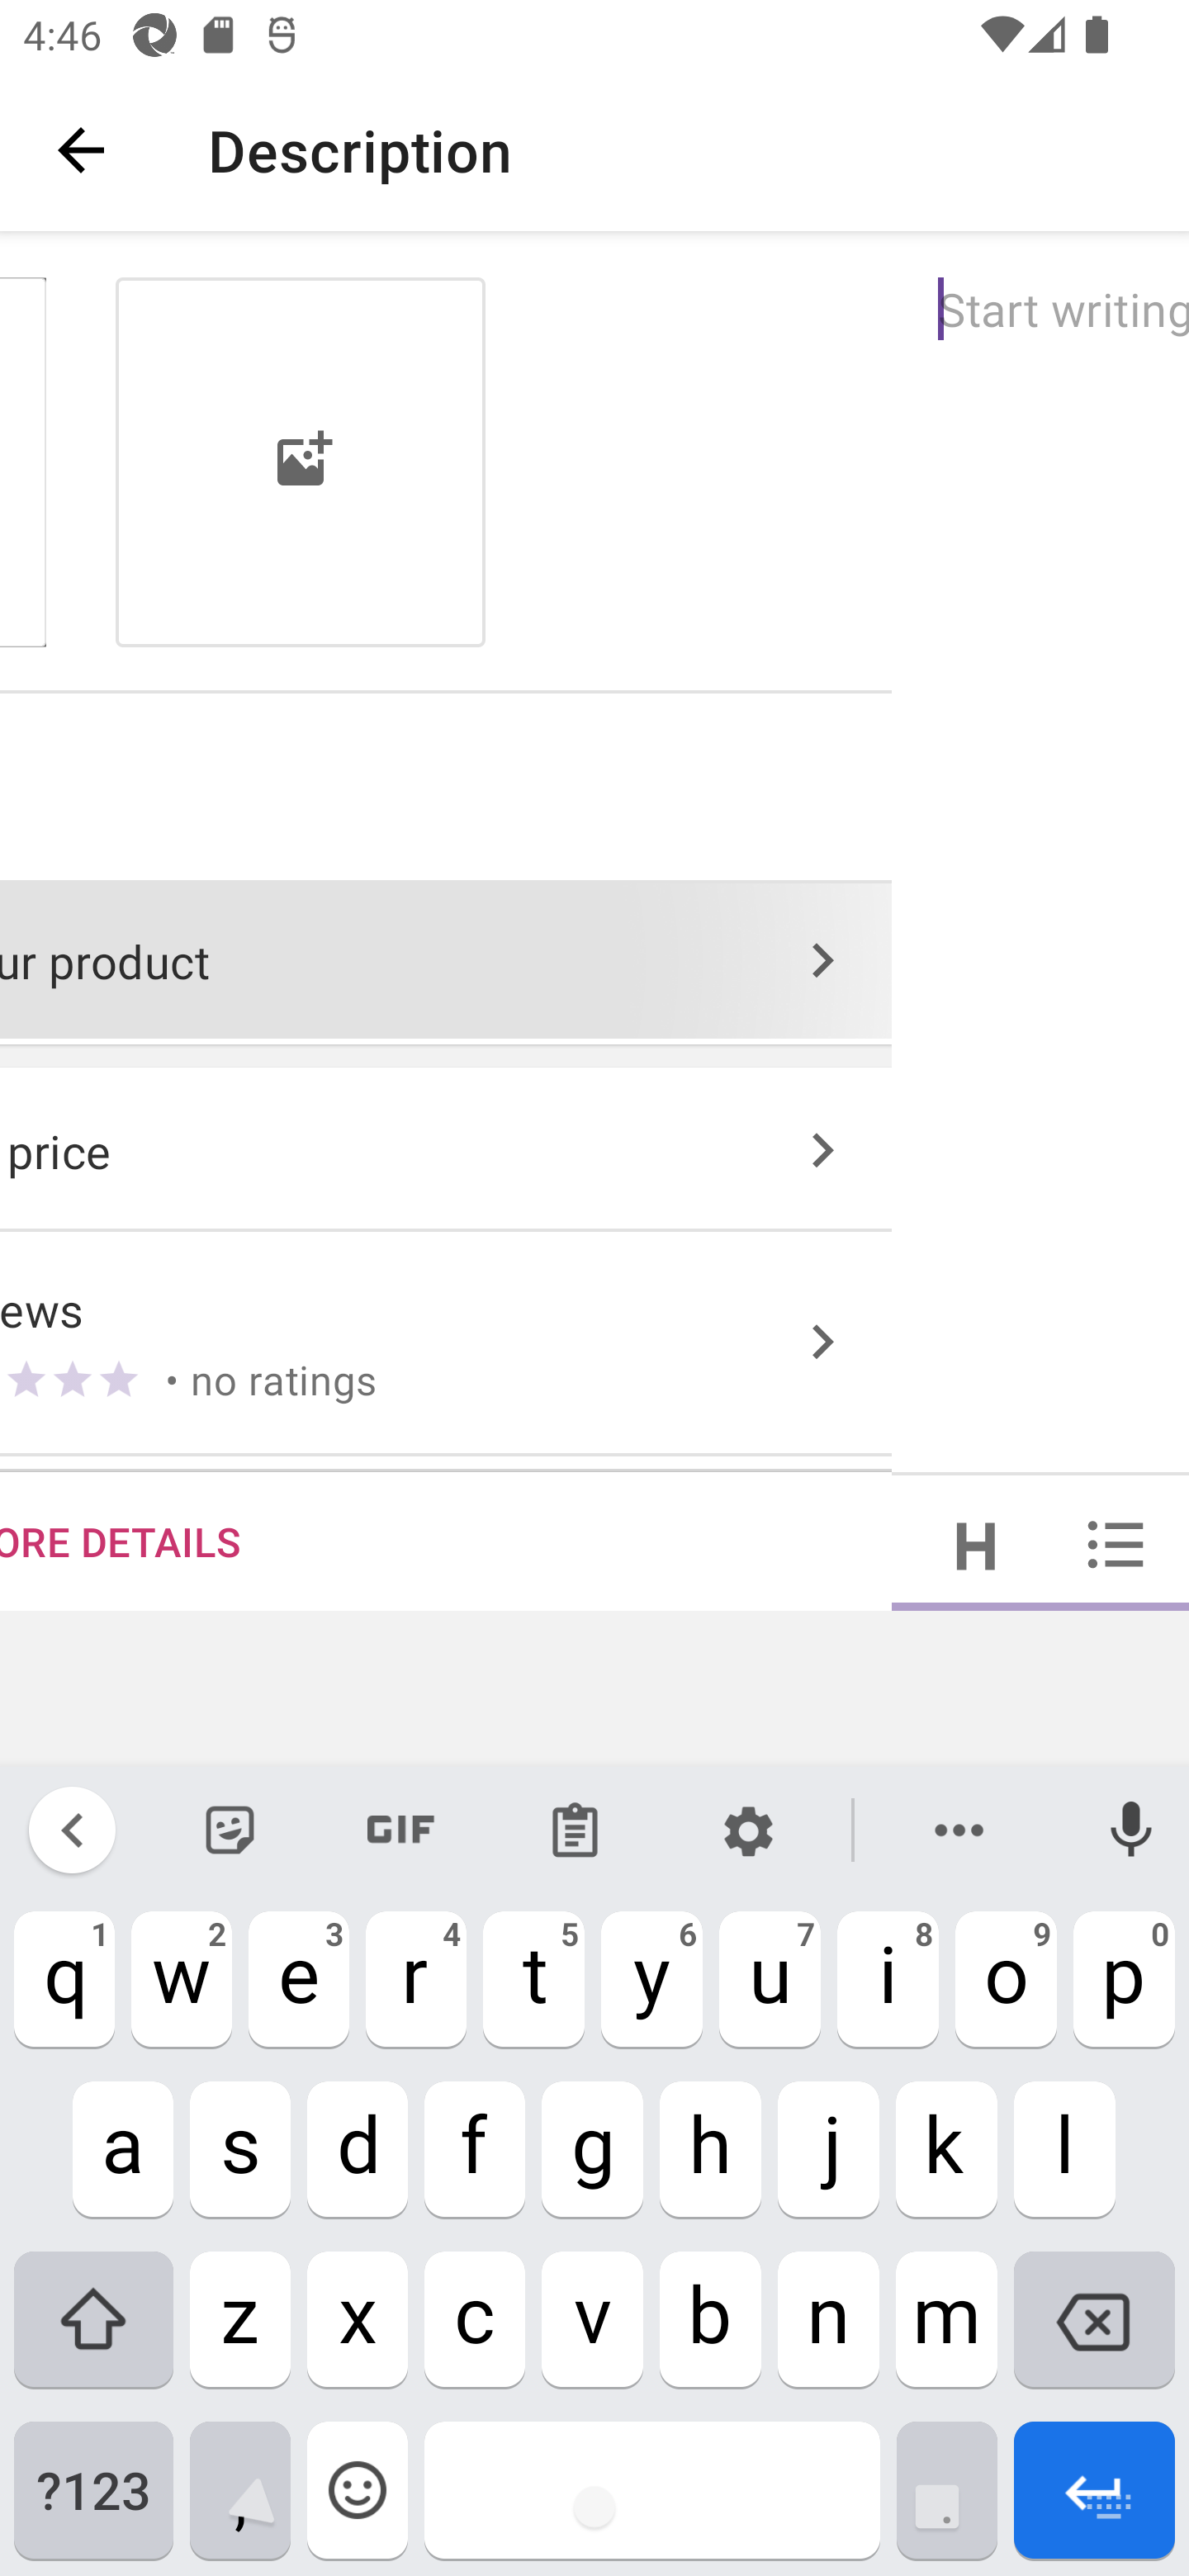 4:46
Description
Start writing
ur product
price
ews
• no ratings
ORE DETAILS
H
GIF
1 2 3 4 5 6 7 8 9 0
q w e r t y u i o p
a s d f g h j k l
z x c v b n m
?123 , .